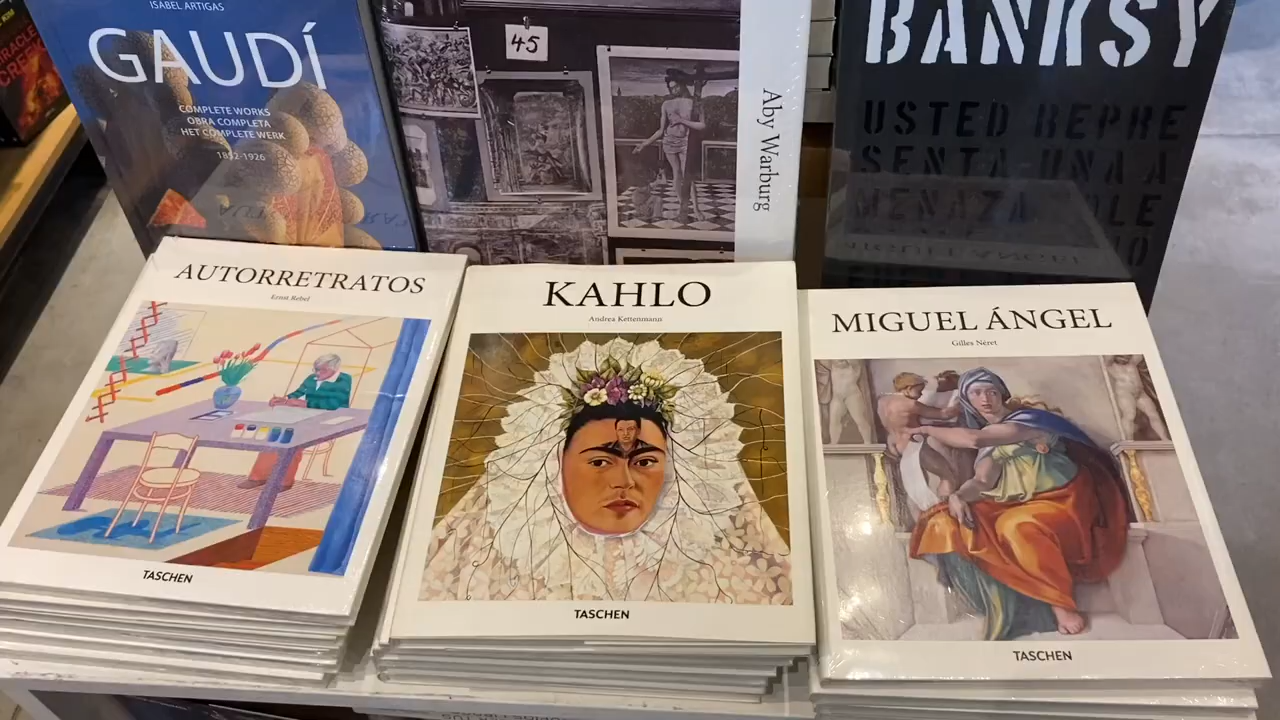 ISABEL ARTIGAS
GAUDÍ
COMPLETE WORKS
OBRA COMPLETA
HET COMPLETE WERK
1852-1926
45
Aby Warburg
BANKSY
USTED REPRE
SENTA UNA A
MENAZA
AUTORRETRATOS
Ernst Rebel
TASCHEN
KAHLO
Andrea Kettenmann
TASCHEN
MIGUEL ÁNGEL
Gilles Néret
TASCHEN